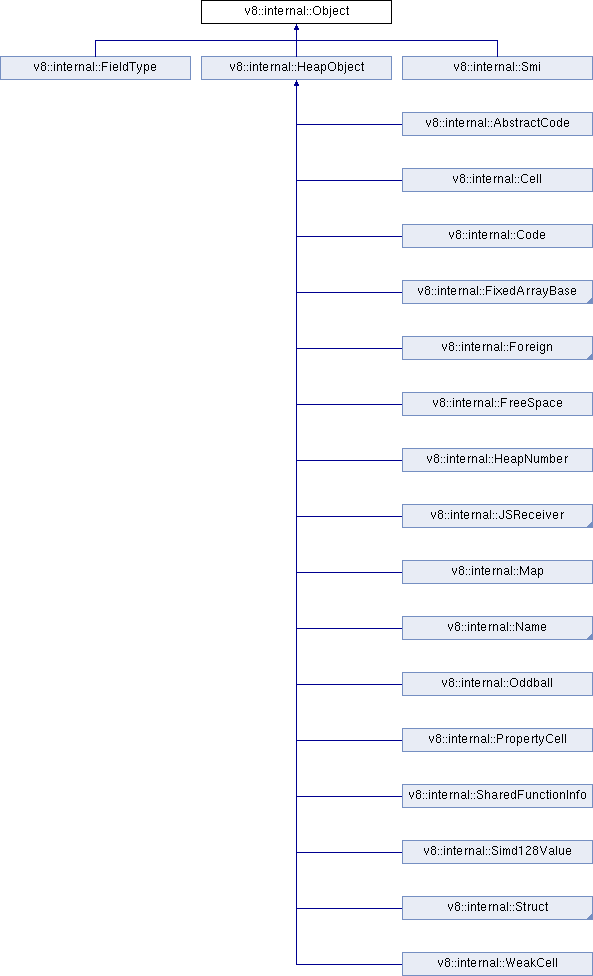 v8::internal::Object
v8::internal::FieldType
v8::internal::HeapObject
v8::internal::Smi
v8::internal::AbstractCode
v8::internal::Cell
v8::internal::Code
v8::internal::FixedArrayBase
v8::internal::Foreign
v8::internal::FreeSpace
v8::internal::HeapNumber
v8::internal::JSReceiver
v8::internal::Map
v8::internal::Name
v8::internal::Oddball
v8::internal::PropertyCell
v8::internal::SharedFunctionInfo
v8::internal::Simd128Value
v8::internal::Struct
v8::internal::WeakCell